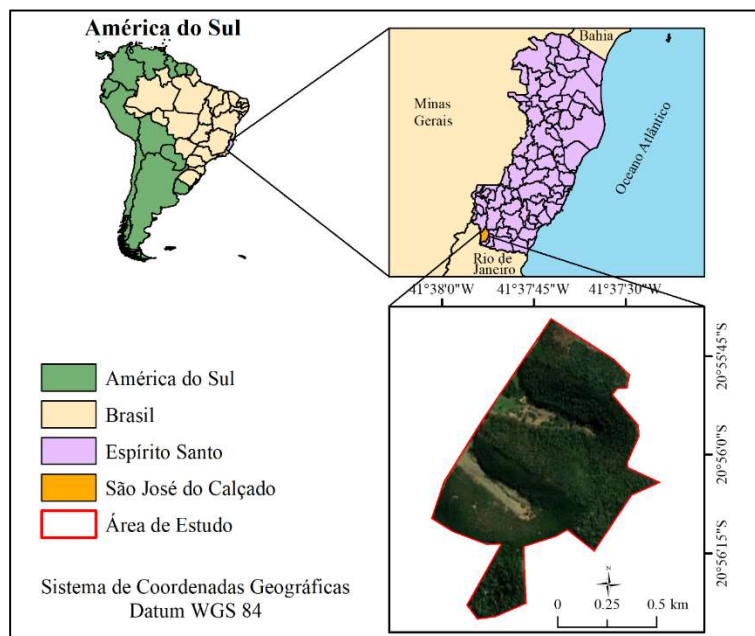 América do Sul
Bahia
Minas
Gerais
Oceano Atlântico
Rio de
Janeiro
41°38'0"W 41°37'45"W 41°37'30"W
20°55'45"S
20°56'0"S
20°56'15"S
América do Sul
Brasil
Espírito Santo
São José do Calçado
Área de Estudo
Sistema de Coordenadas Geográficas
Datum WGS 84
N
0 0.25 0.5 km